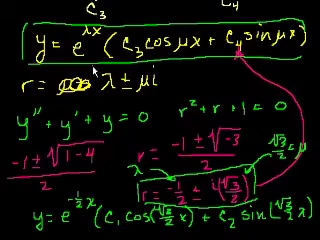 C₃ C₄
y = e^λx ( C₃ cos μx + C₄ sin μx )
r = λ ± μi
y'' + y' + y = 0 r² + r + 1 = 0
-1 ± √(1-4) / 2 r = -1 ± √-3 / 2 √3/2 =
λ r = -1/2 ± i(√3/2)
y = e^-½x ( C₁ cos(√3/2 x) + C₂ sin(√3/2 x)